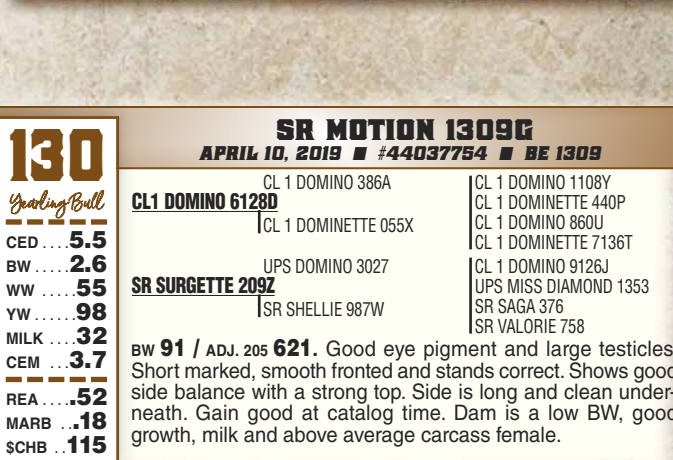 130
Yearling Bull
CED ....5.5
BW .....2.6
WW .....55
YW ......98
MILK ....32
CEM ...3.7
REA .....52
MARB ...18
$CHB ..115
SR MOTION 1309G
APRIL 10, 2019 ■ #44037754 ■ BE 1309
CL 1 DOMINO 386A
CL1 DOMINO 6128D
CL 1 DOMINETTE 055X
UPS DOMINO 3027
SR SURGETTE 209Z
SR SHELLIE 987W
CL 1 DOMINO 1108Y
CL 1 DOMINETTE 440P
CL 1 DOMINO 860U
CL 1 DOMINETTE 7136T
CL 1 DOMINO 9126J
UPS MISS DIAMOND 1353
SR SAGA 376
SR VALORIE 758
BW 91 / ADJ. 205 621. Good eye pigment and large testicles
Short marked, smooth fronted and stands correct. Shows good
side balance with a strong top. Side is long and clean under-
neath. Gain good at catalog time. Dam is a low BW, good
growth, milk and above average carcass female.